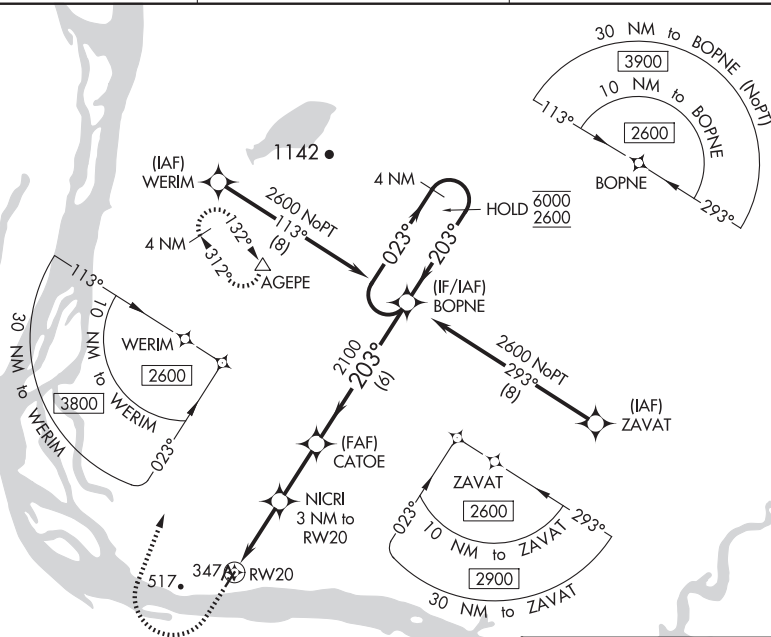 30 NM to BOPNE (NoPT)
3900
10 NM to BOPNE
113°
2600
BOPNE
293°
(IAF)
WERIM
1142
4 NM
HOLD 6000
2600
2600 NoPT
113°
(8)
023°
203°
4 NM
132°
312°
AGEPE
(IF/IAF)
BOPNE
113°
10 NM to WERIM
30 NM to WERIM
WERIM
2600
3800
023°
2100
203°
(6)
2600 NoPT
293°
(8)
(IAF)
ZAVAT
(FAF)
CATOE
ZAVAT
2600
023°
293°
10 NM to ZAVAT
2900
30 NM to ZAVAT
NICRI
3 NM to
RW20
347
RW20
517